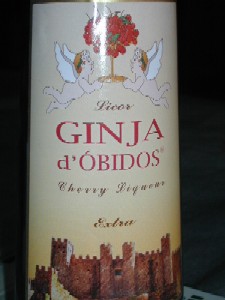 Licor
GINJA
d'ÓBIDOS®
Cherry Liqueur
Extra